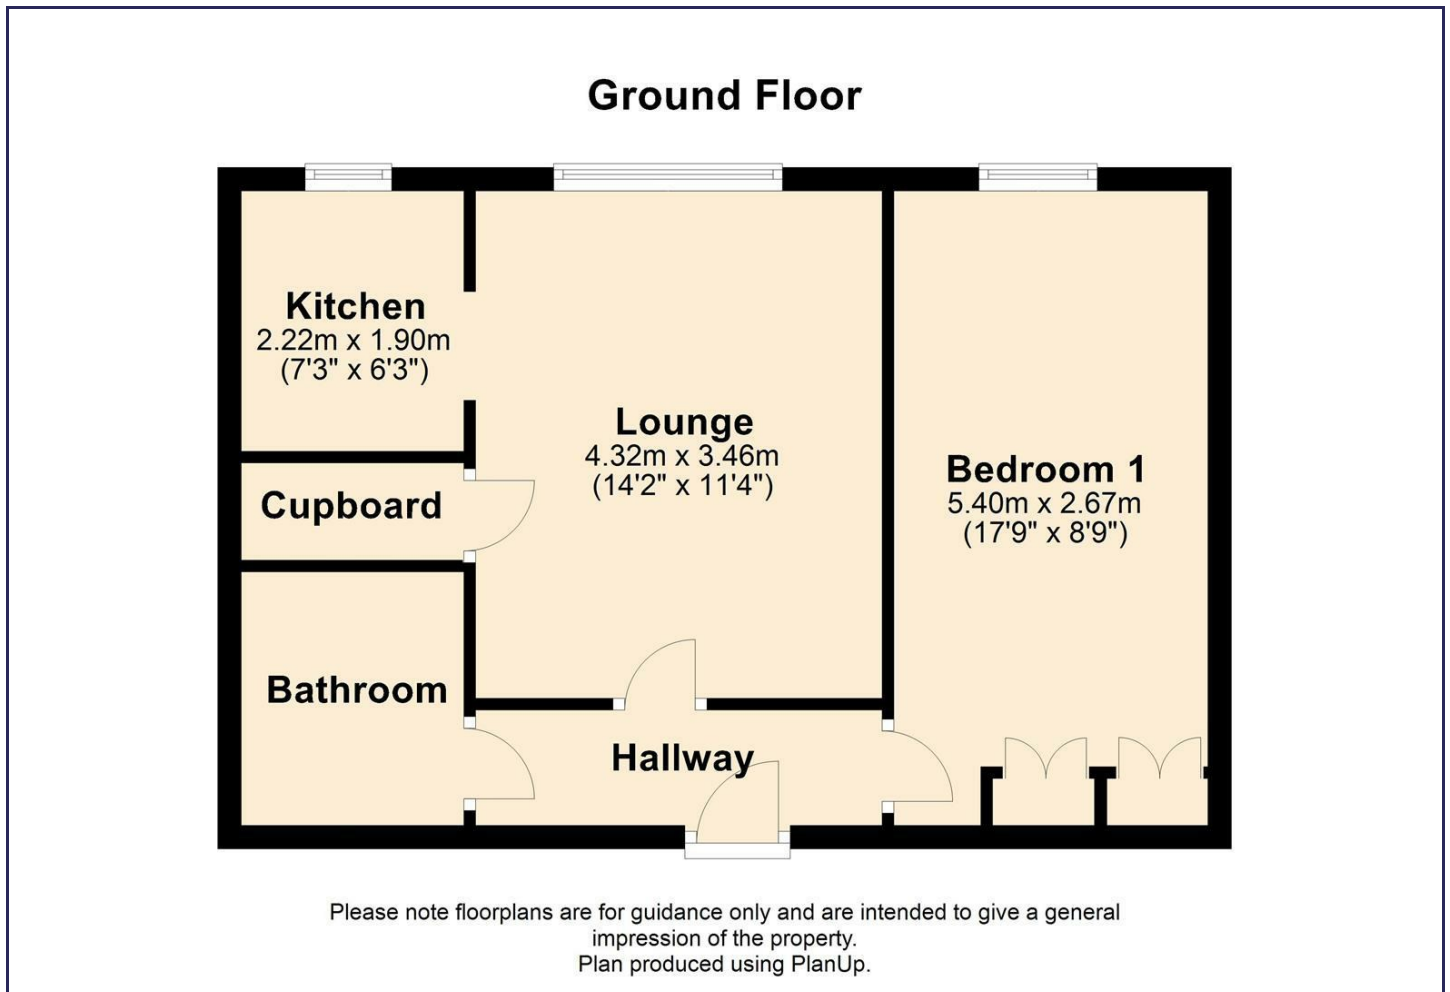 Ground Floor
Kitchen
2.22m x 1.90m
(7'3" x 6'3")
Lounge
4.32m x 3.46m
(14'2" x 11'4")
Bedroom 1
5.40m x 2.67m
(17'9" x 8'9")
Cupboard
Bathroom
Hallway
Please note floorplans are for guidance only and are intended to give a general
impression of the property.
Plan produced using PlanUp.